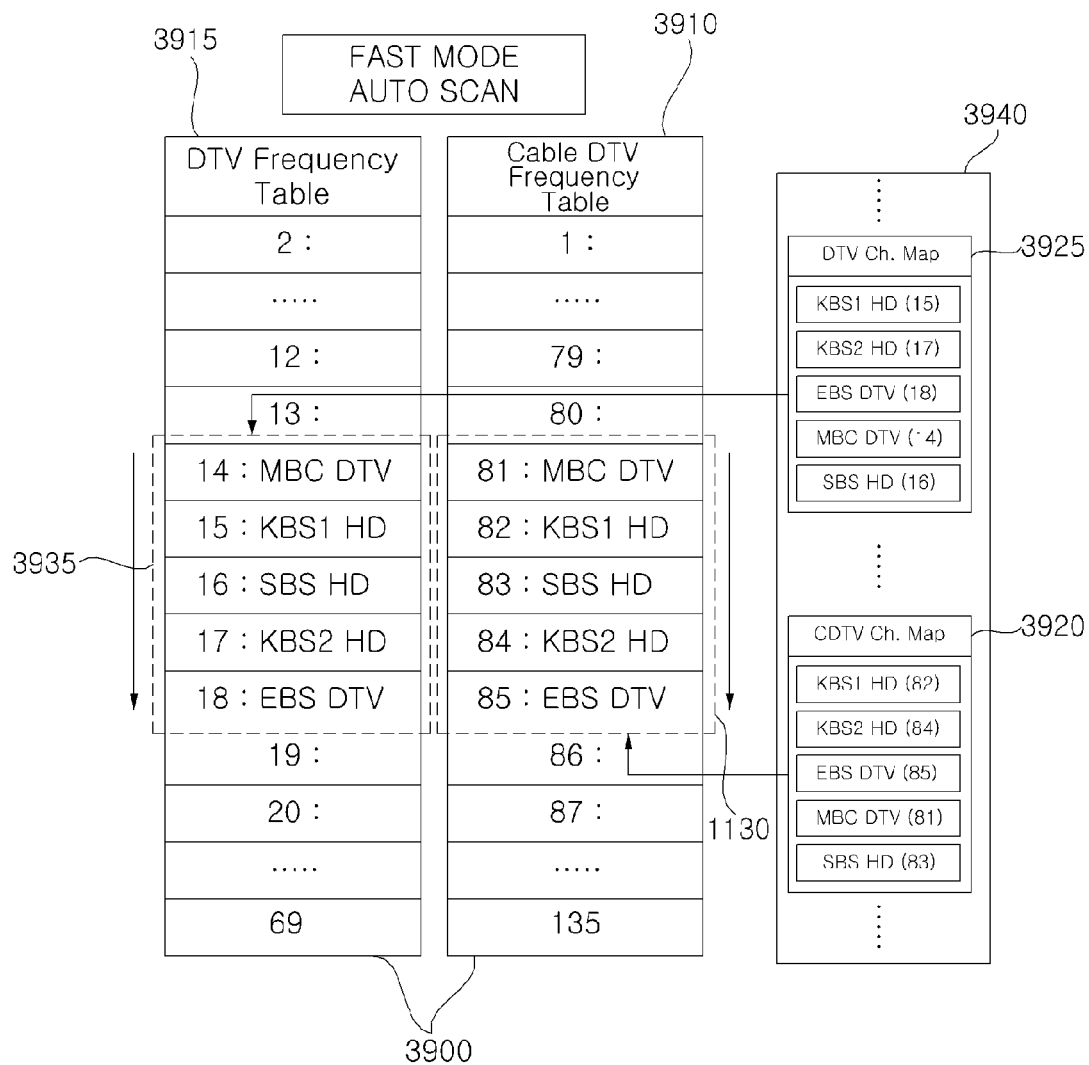 3915
FAST MODE
AUTO SCAN
3910
3940
DTV Frequency
Table
2 :
.....
12 :
13 :
14 : MBC DTV
15 : KBS1 HD
16 : SBS HD
17 : KBS2 HD
18 : EBS DTV
19 :
20 :
.....
69
Cable DTV
Frequency
Table
1 :
.....
79 :
80 :
81 : MBC DTV
82 : KBS1 HD
83 : SBS HD
84 : KBS2 HD
85 : EBS DTV
86 :
87 :
.....
135
DTV Ch. Map
3925
KBS1 HD (15)
KBS2 HD (17)
EBS DTV (18)
MBC DTV (14)
SBS HD (16)
3935
CDTV Ch. Map
3920
KBS1 HD (82)
KBS2 HD (84)
EBS DTV (85)
MBC DTV (81)
SBS HD (83)
1130
3900